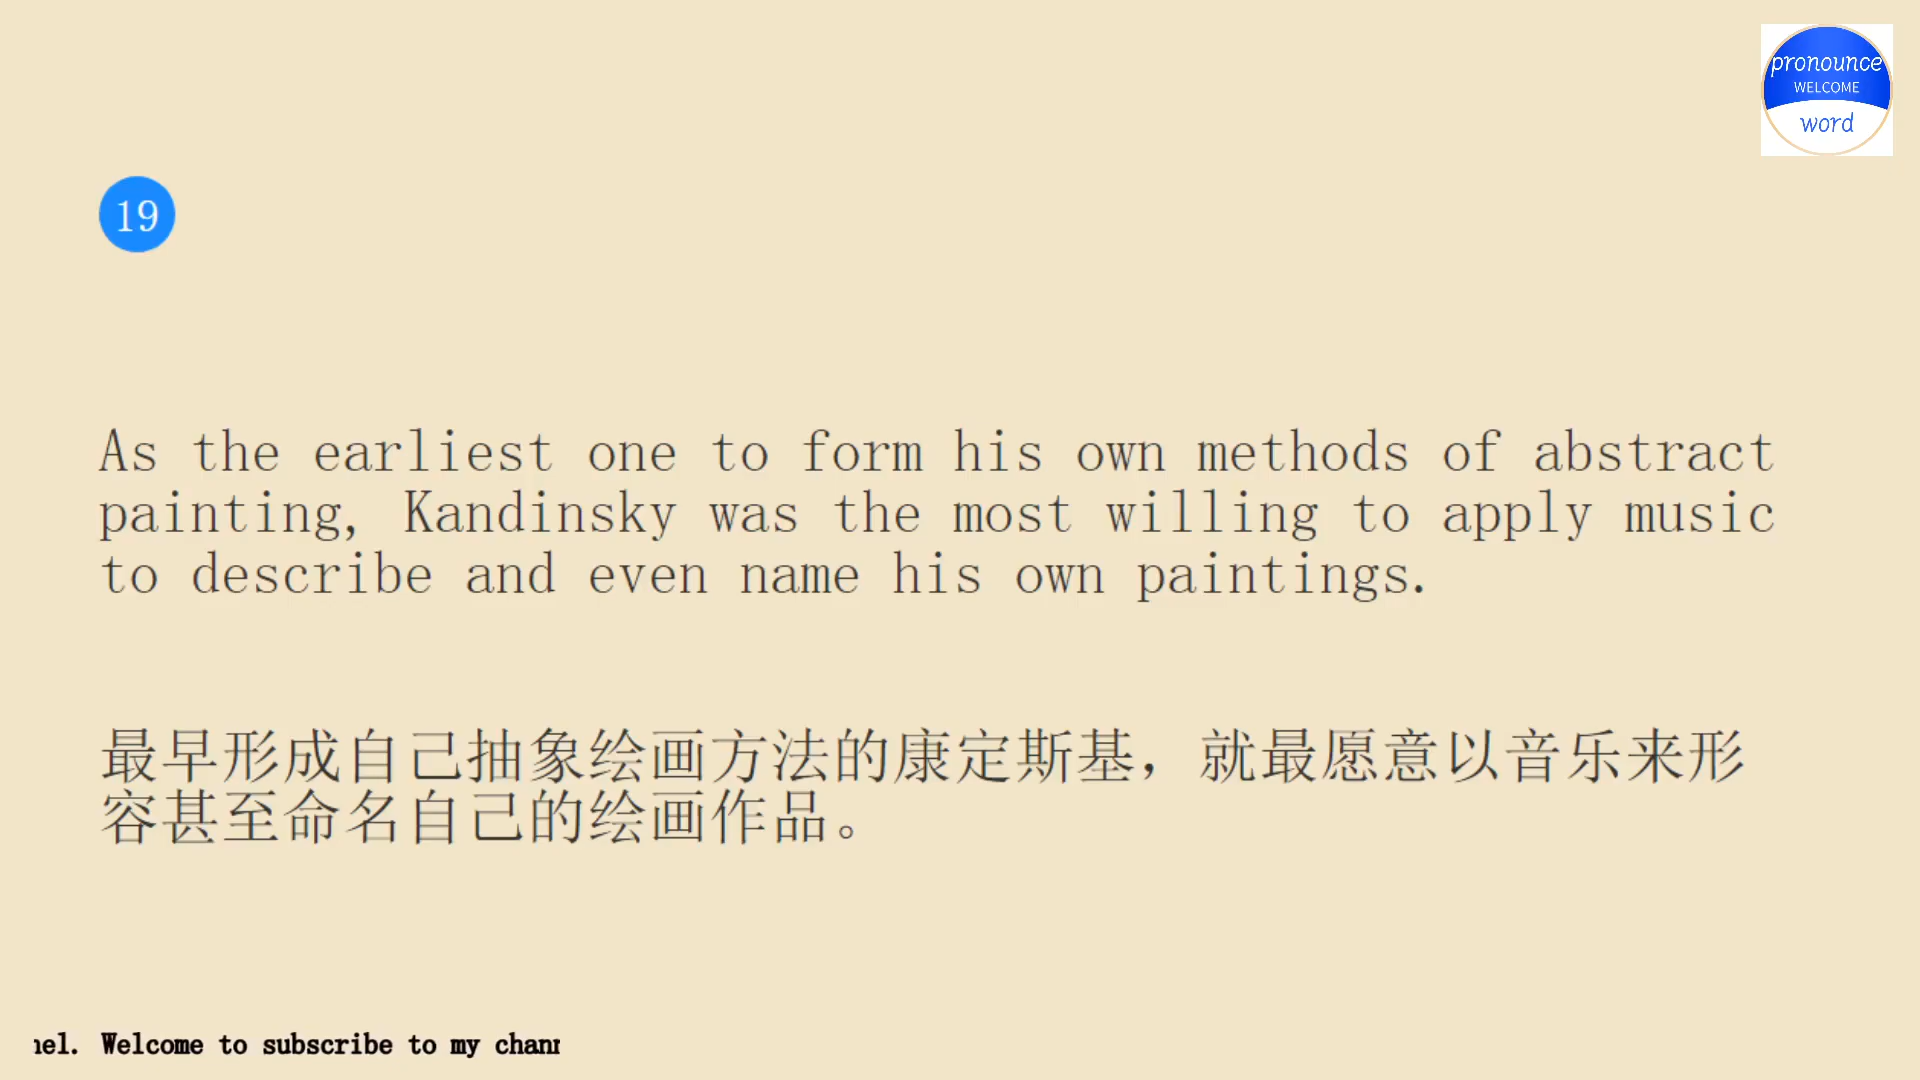 pronounce
WELCOME
word
19
As the earliest one to form his own methods of abstract
painting, Kandinsky was the most willing to apply music
to describe and even name his own paintings.
最早形成自己抽象绘画方法的康定斯基，就最愿意以音乐来形
容甚至命名自己的绘画作品。
nel. Welcome to subscribe to my chann